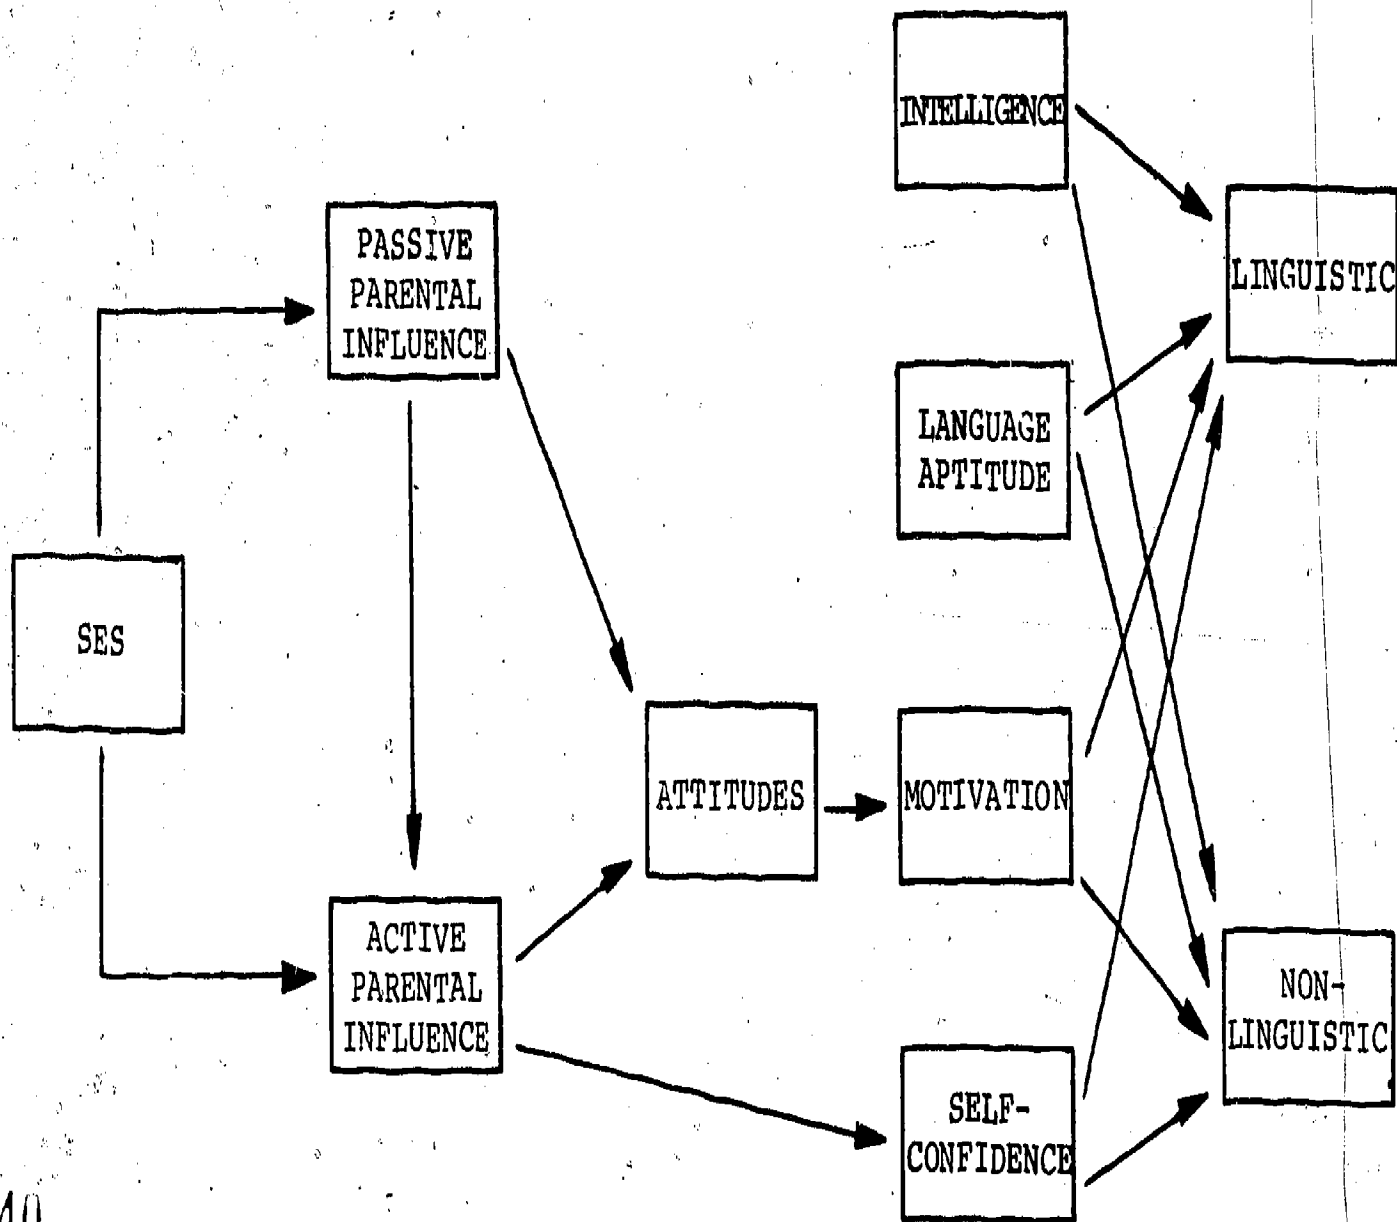 INTELLIGENCE
PASSIVE
PARENTAL
INFLUENCE
LINGUISTIC
LANGUAGE
APTITUDE
SES
ATTITUDES
MOTIVATION
ACTIVE
PARENTAL
INFLUENCE
NON-
LINGUISTIC
SELF-
CONFIDENCE